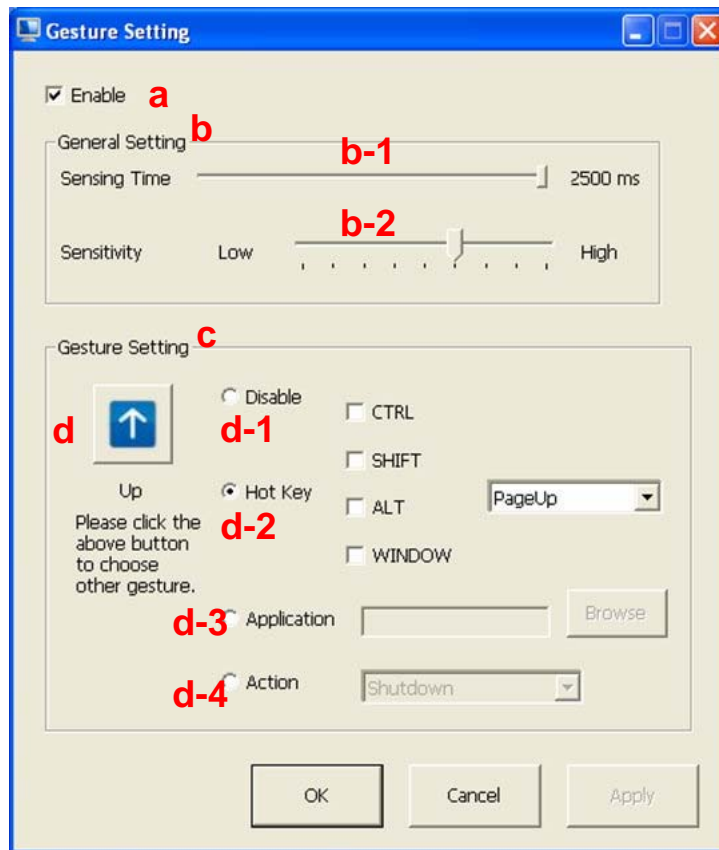 Gesture Setting
Enable a
General Setting b
b-1
Sensing Time 2500 ms
b-2
Sensitivity Low High
Gesture Setting c
d
Disable
d-1
CTRL
SHIFT
Up
Hot Key
d-2
ALT
PageUp
WINDOW
Please click the
above button
to choose
other gesture.
d-3 Application Browse
d-4 Action Shutdown
OK Cancel Apply